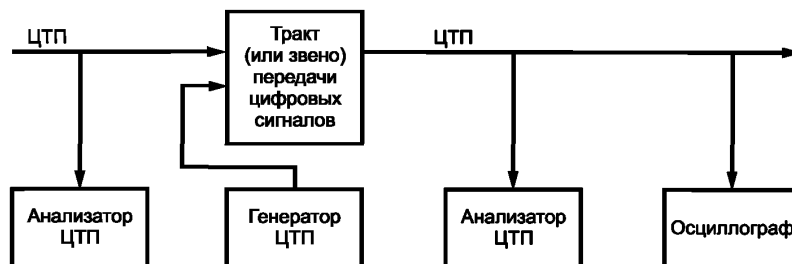 ЦТП
Тракт
(или звено)
передачи
цифровых
сигналов
ЦТП
Анализатор
ЦТП
Генератор
ЦТП
Анализатор
ЦТП
Осциллограф